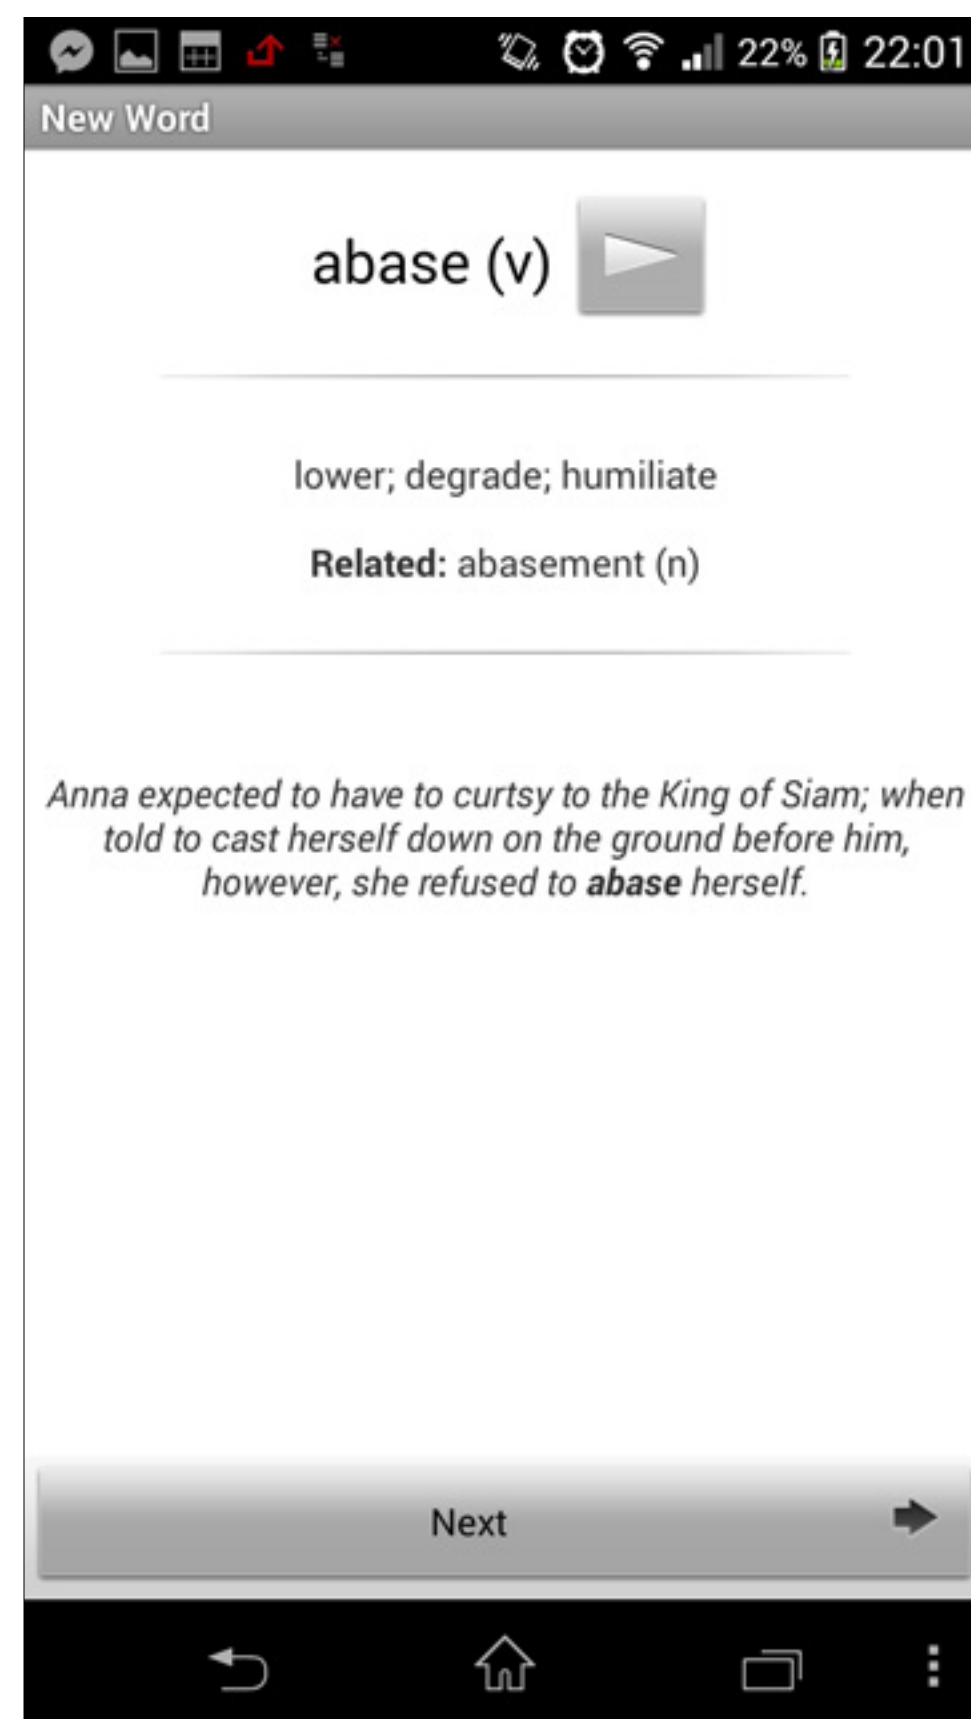 22% 22:01
New Word
abase (v)
lower; degrade; humiliate
Related: abasement (n)
Anna expected to have to curtsy to the King of Siam; when
told to cast herself down on the ground before him,
however, she refused to abase herself.
Next